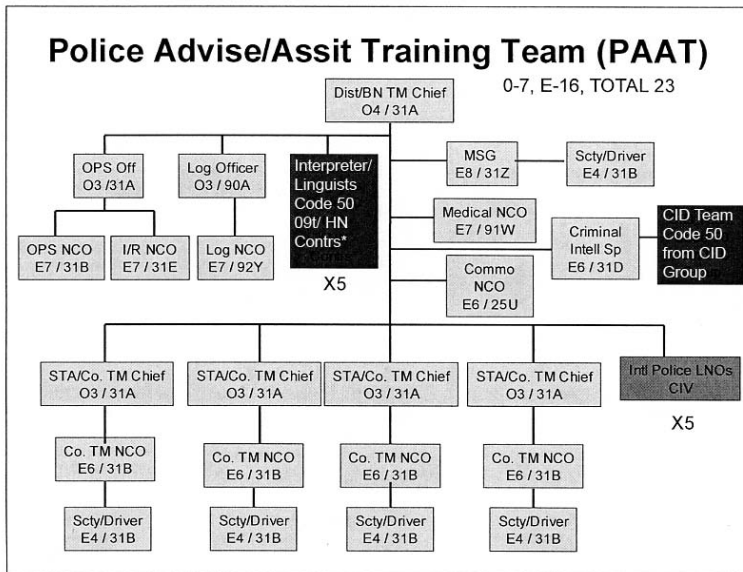 Police Advise/Assit Training Team (PAAT)
0-7, E-16, TOTAL 23
Dist/BN TM Chief
O4 / 31A
OPS Off
O3 /31A
Log Officer
O3 / 90A
Interpreter/
Linguists
Code 50
09t/ HN
Contrs*
X5
MSG
E8 / 31Z
Scty/Driver
E4 / 31B
OPS NCO
E7 / 31B
I/R NCO
E7 / 31E
Log NCO
E7 / 92Y
Medical NCO
E7 / 91W
Criminal
Intell Sp
E6 / 31D
CID Team
Code 50
from CID
Group
Commo
NCO
E6 / 25U
STA/Co. TM Chief
O3 / 31A
STA/Co. TM Chief
O3 / 31A
STA/Co. TM Chief
O3 / 31A
STA/Co. TM Chief
O3 / 31A
Intl Police LNOs
CIV
X5
Co. TM NCO
E6 / 31B
Co. TM NCO
E6 / 31B
Co. TM NCO
E6 / 31B
Co. TM NCO
E6 / 31B
Scty/Driver
E4 / 31B
Scty/Driver
E4 / 31B
Scty/Driver
E4 / 31B
Scty/Driver
E4 / 31B